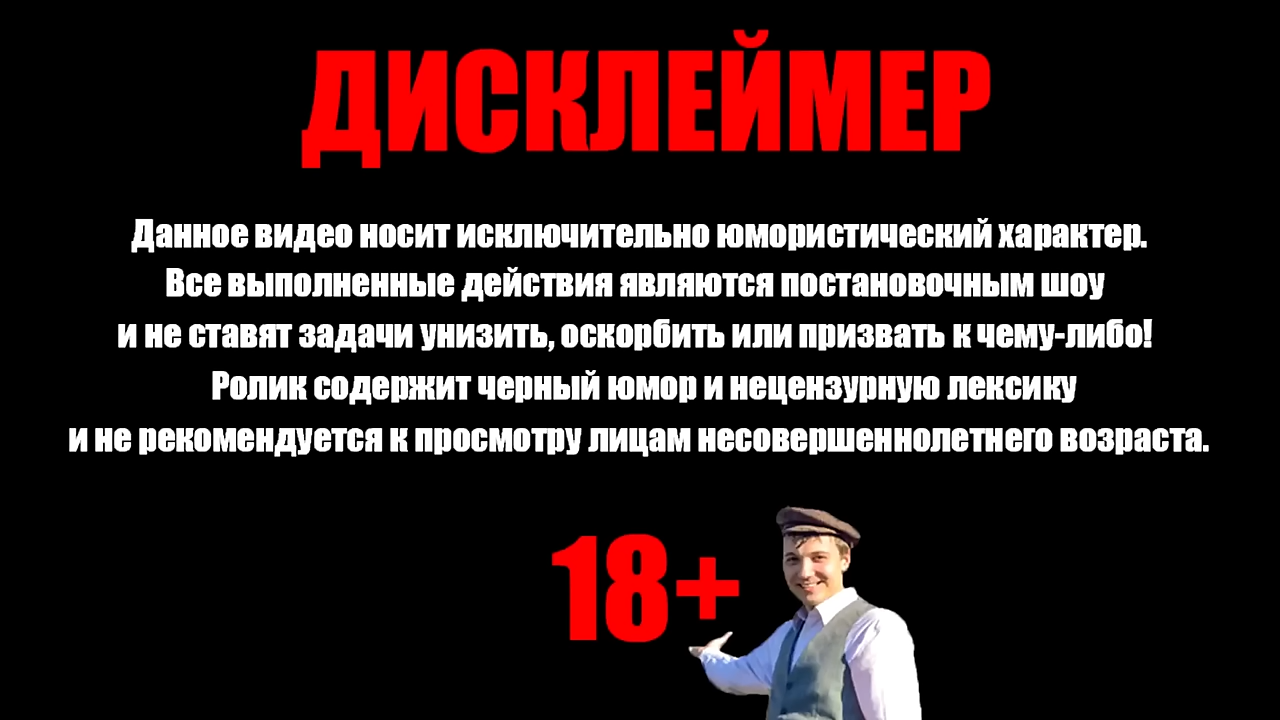 ДИСКЛЕЙМЕР
Данное видео носит исключительно юмористический характер.
Все выполненные действия являются постановочным шоу
и не ставят задачи унизить, оскорбить или призвать к чему-либо!
Ролик содержит черный юмор и нецензурную лексику
и не рекомендуется к просмотру лицам несовершеннолетнего возраста.
18+